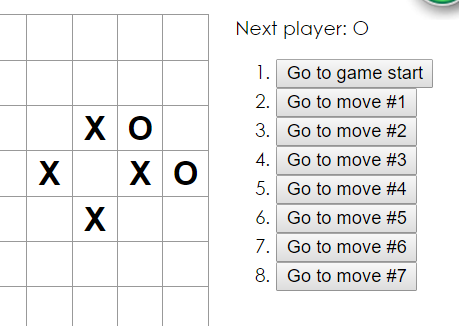 Next player: O
1. Go to game start
2. Go to move #1
3. Go to move #2
4. Go to move #3
5. Go to move #4
6. Go to move #5
7. Go to move #6
8. Go to move #7
X O
X X O
X